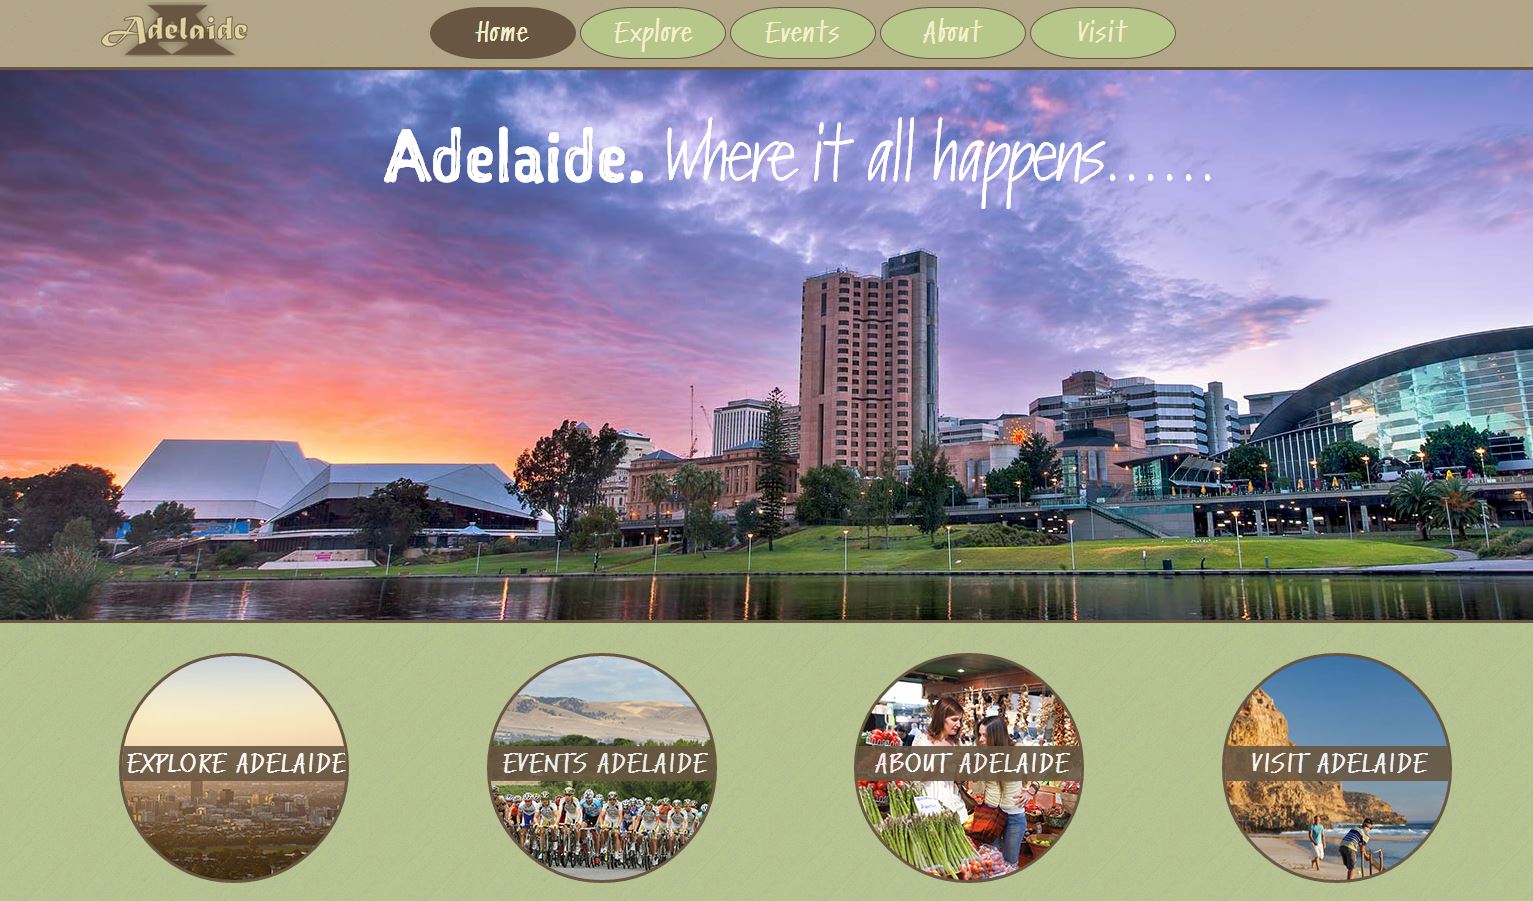 Adelaide
Home
Explore
Events
About
Visit
Adelaide. Where it all happens......
EXPLORE ADELAIDE
EVENTS ADELAIDE
ABOUT ADELAIDE
VISIT ADELAIDE